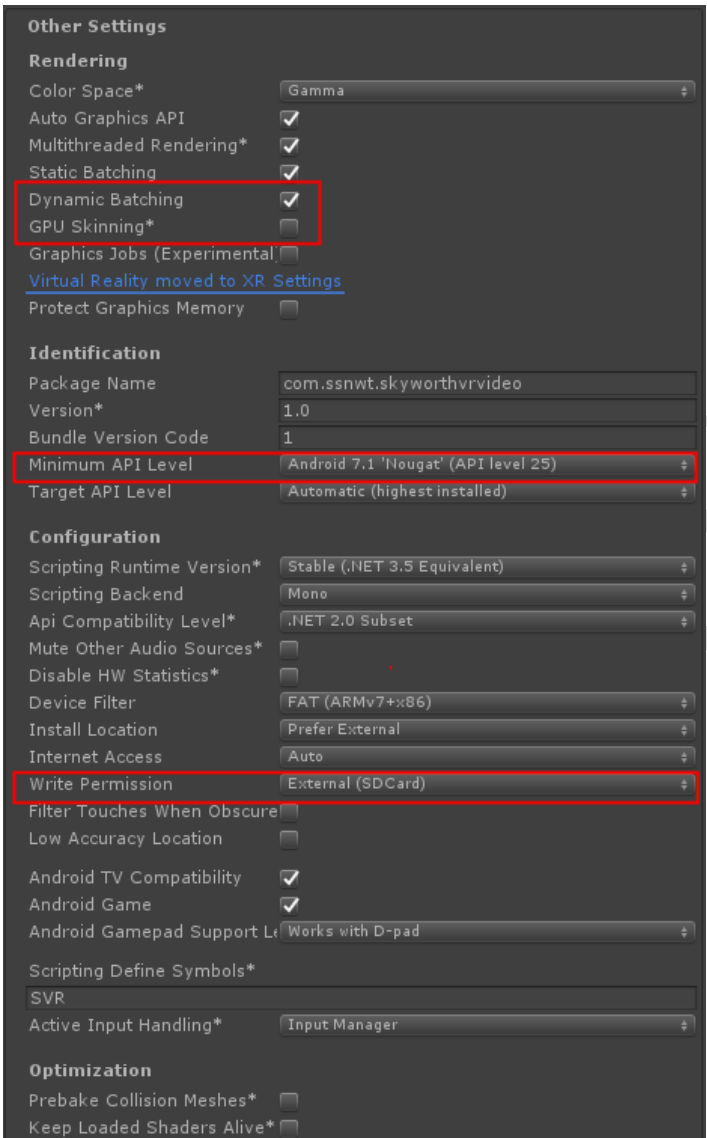 Other Settings
Rendering
Color Space* Gamma
Auto Graphics API
Multithreaded Rendering*
Static Batching
Dynamic Batching
GPU Skinning*
Graphics Jobs (Experimental)
Virtual Reality moved to XR Settings
Protect Graphics Memory
Identification
Package Name com.ssnwt.skyworthvrvideo
Version* 1.0
Bundle Version Code 1
Minimum API Level Android 7.1 'Nougat' (API level 25)
Target API Level Automatic (highest installed)
Configuration
Scripting Runtime Version* Stable (.NET 3.5 Equivalent)
Scripting Backend Mono
Api Compatibility Level* .NET 2.0 Subset
Mute Other Audio Sources*
Disable HW Statistics*
Device Filter FAT (ARMv7+x86)
Install Location Prefer External
Internet Access Auto
Write Permission External (SDCard)
Filter Touches When Obscure
Low Accuracy Location
Android TV Compatibility
Android Game
Android Gamepad Support Le Works with D-pad
Scripting Define Symbols*
SVR
Active Input Handling* Input Manager
Optimization
Prebake Collision Meshes*
Keep Loaded Shaders Alive*